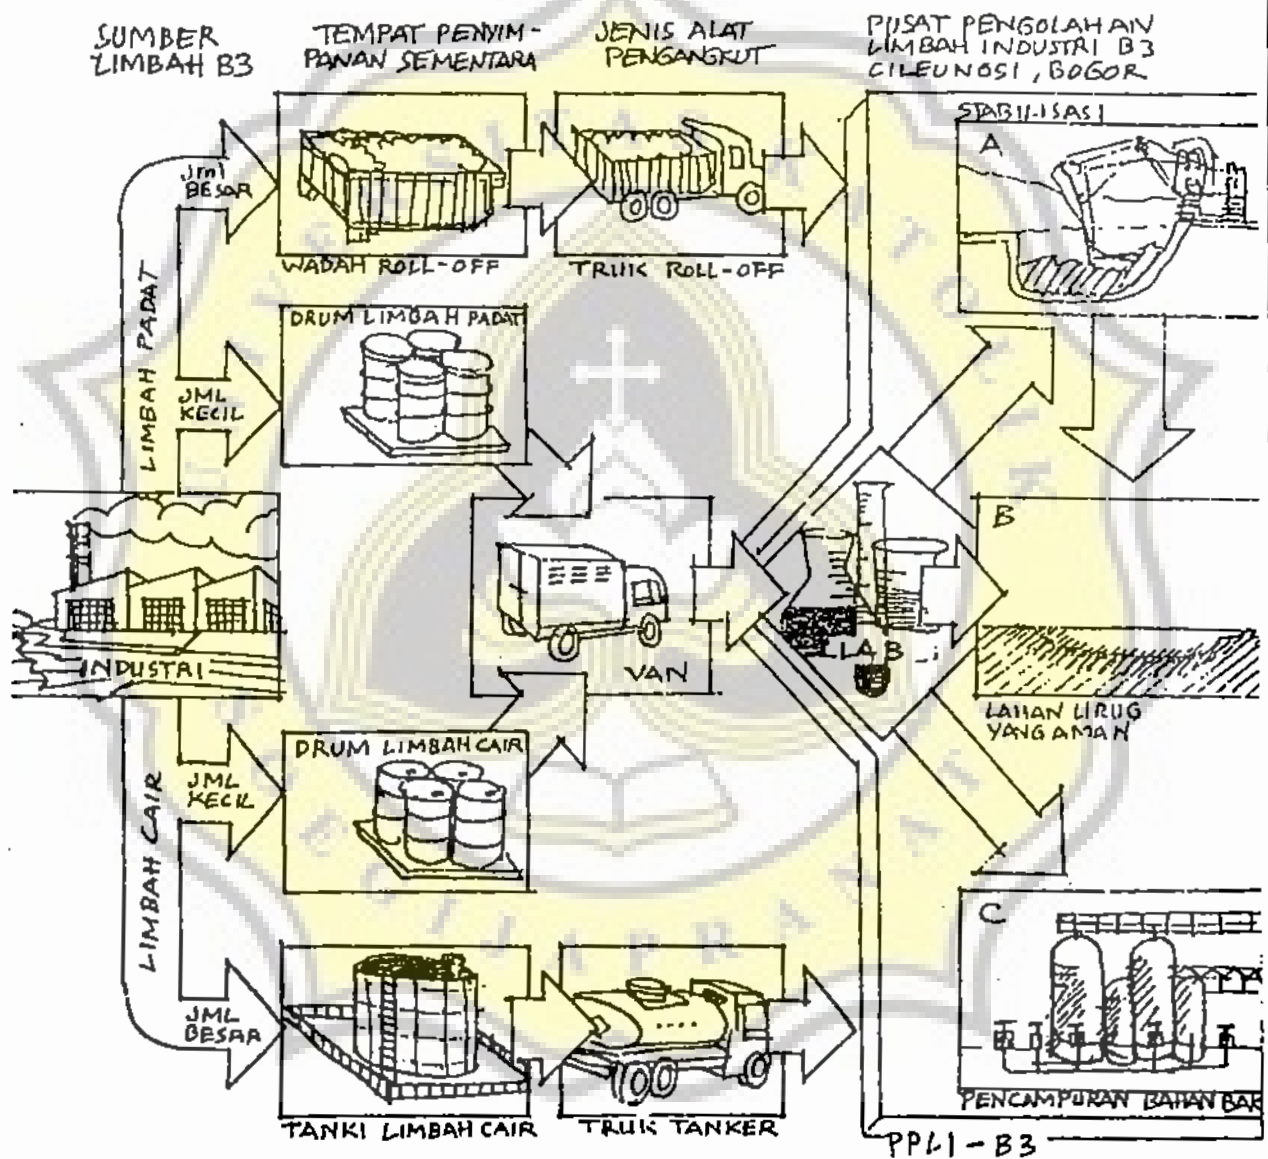 SUMBER
LIMBAH B3
TEMPAT PENYIM-
PANAN SEMENTARA
JENIS ALAT
PENGANGKUT
PUSAT PENGOLAHAN
LIMBAH INDUSTRI B3
CILEUNGSI, BOGOR
STABILISASI
A
Jml
BESAR
WADAH ROLL-OFF
TRUK ROLL-OFF
LIMBAH PADAT
DRUM LIMBAH PADAT
JML
KECIL
B
INDUSTRI
VAN
LAB
LAHAN URUG
YANG AMAN
LIMBAH CAIR
DRUM LIMBAH CAIR
JML
KECIL
C
JML
BESAR
TANKI LIMBAH CAIR
TRUK TANKER
PENCAMPURAN BAHAN BAK
PPLI-B3